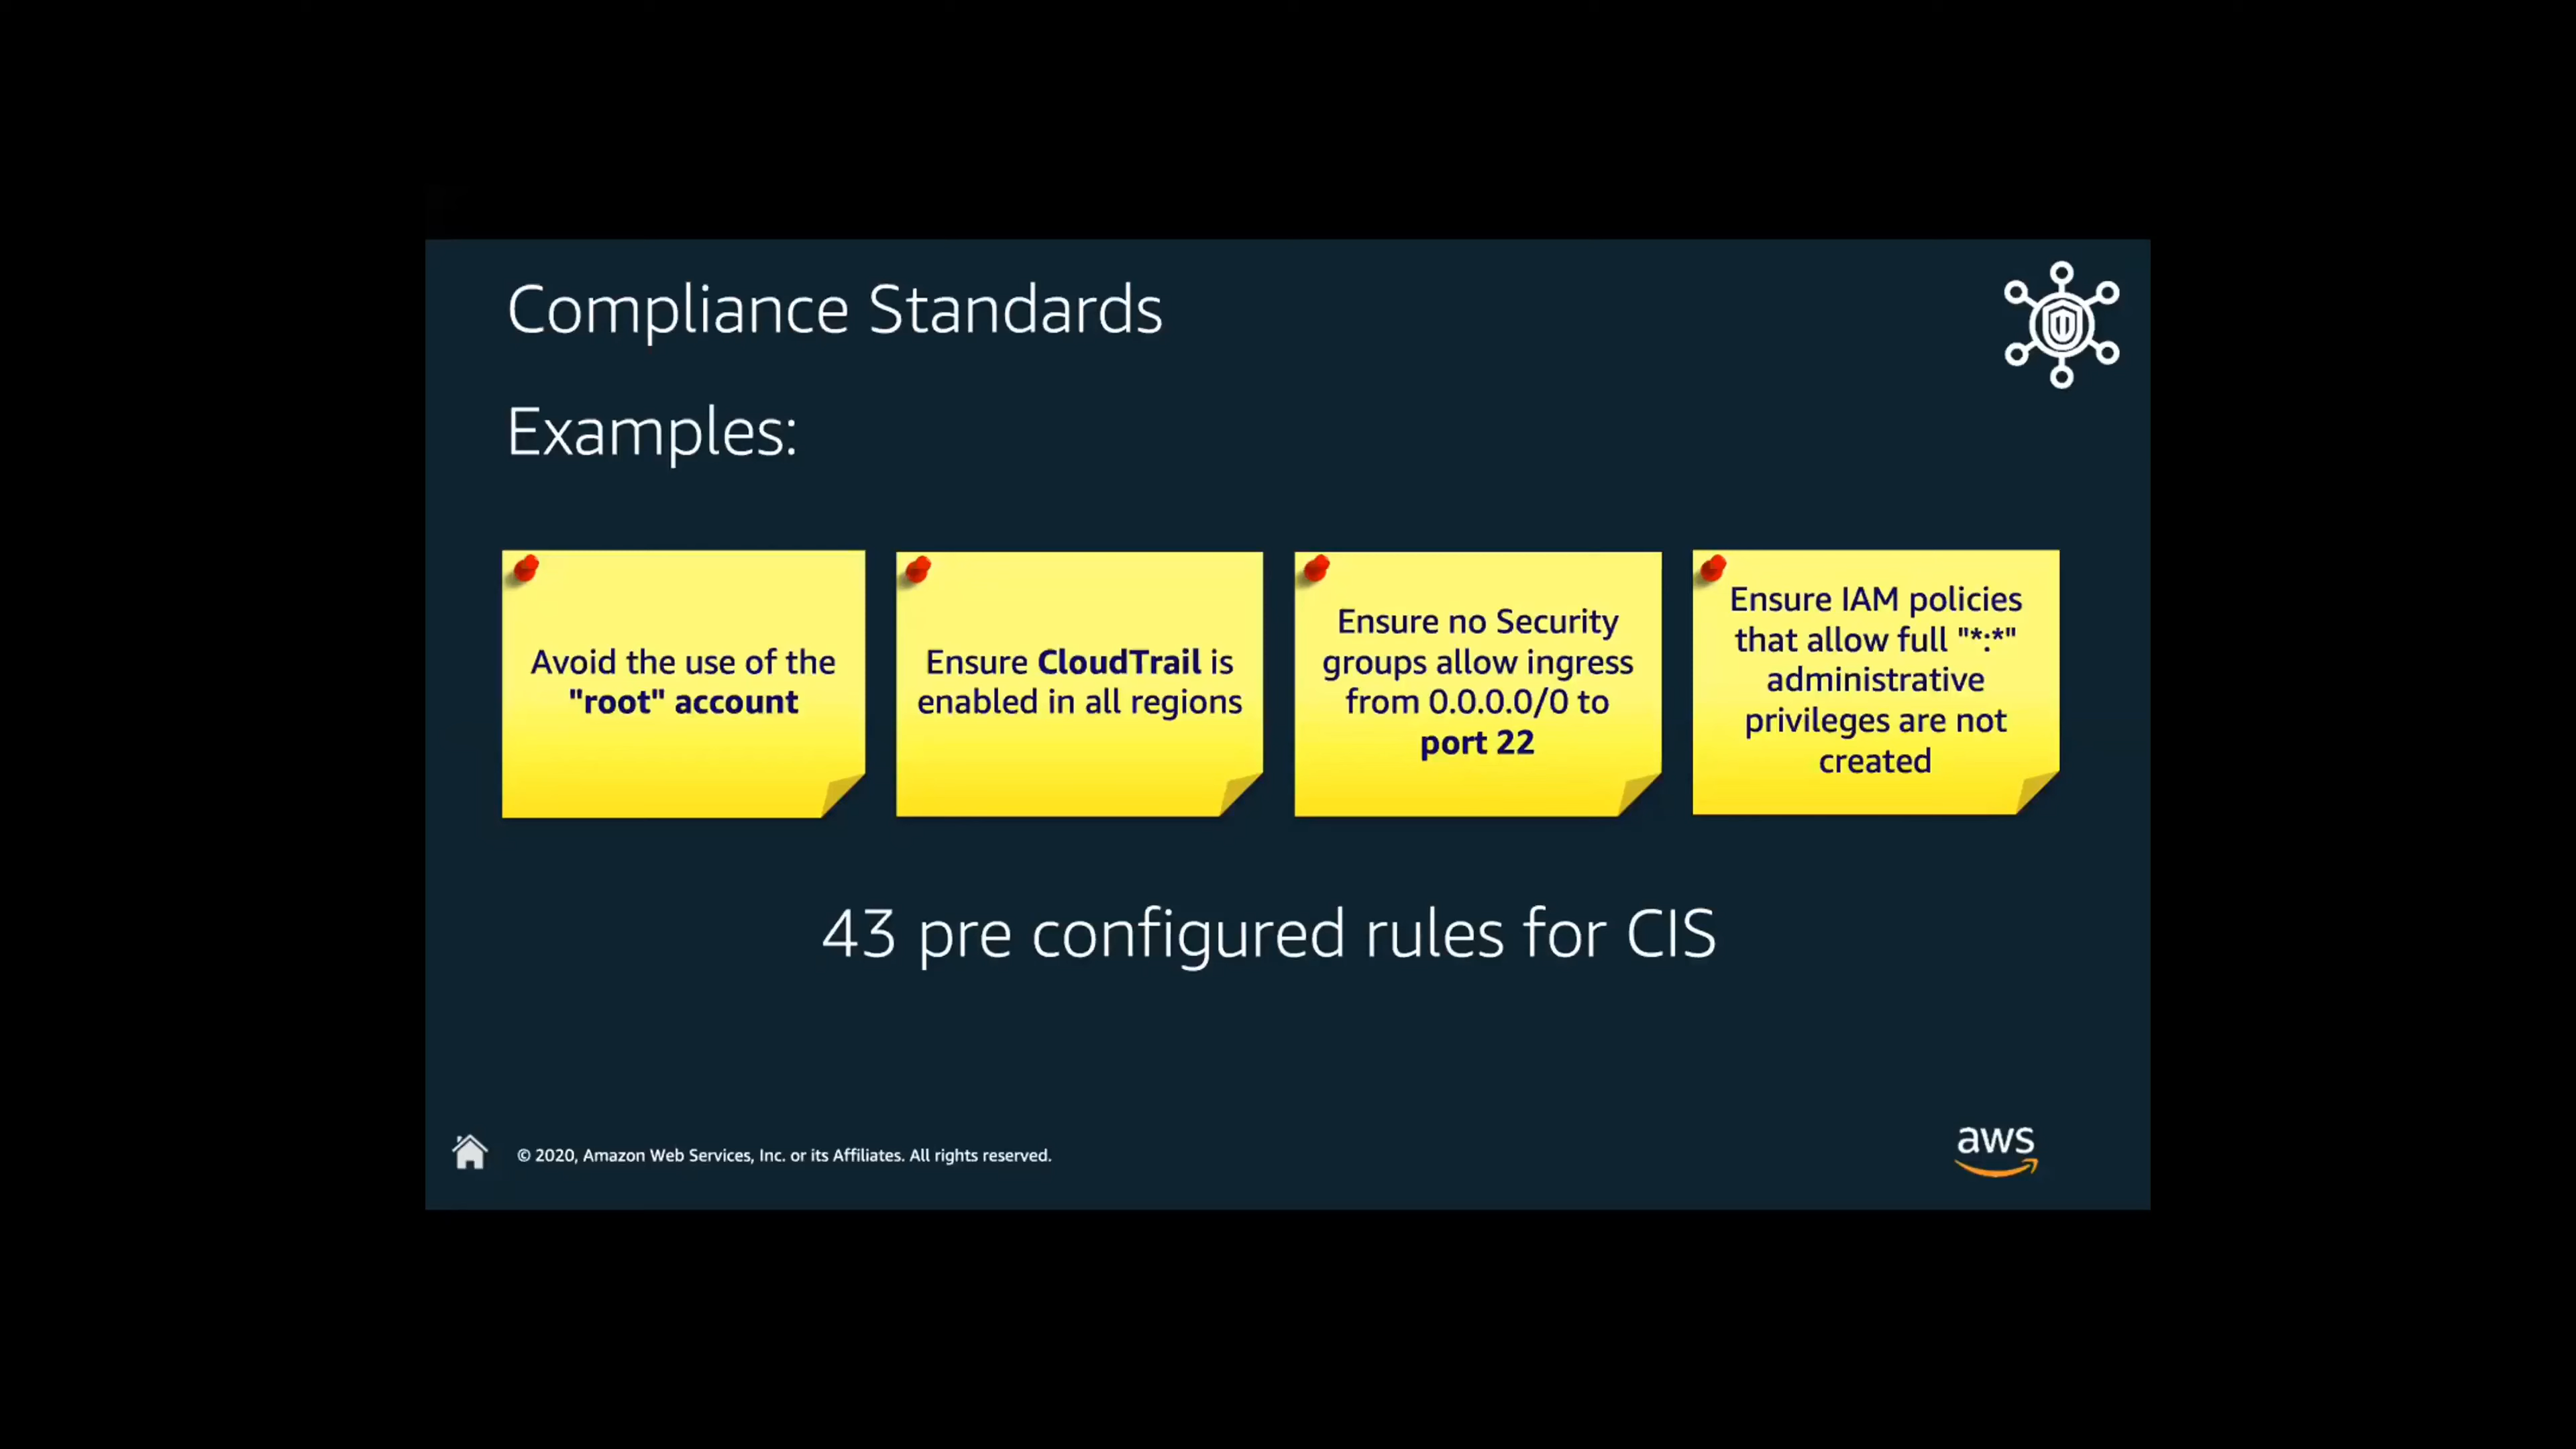 Compliance Standards
Examples:
Avoid the use of the
"root" account
Ensure CloudTrail is
enabled in all regions
Ensure no Security
groups allow ingress
from 0.0.0.0/0 to
port 22
Ensure IAM policies
that allow full "*:*"
administrative
privileges are not
created
43 pre configured rules for CIS
© 2020, Amazon Web Services, Inc. or its Affiliates. All rights reserved.
aws